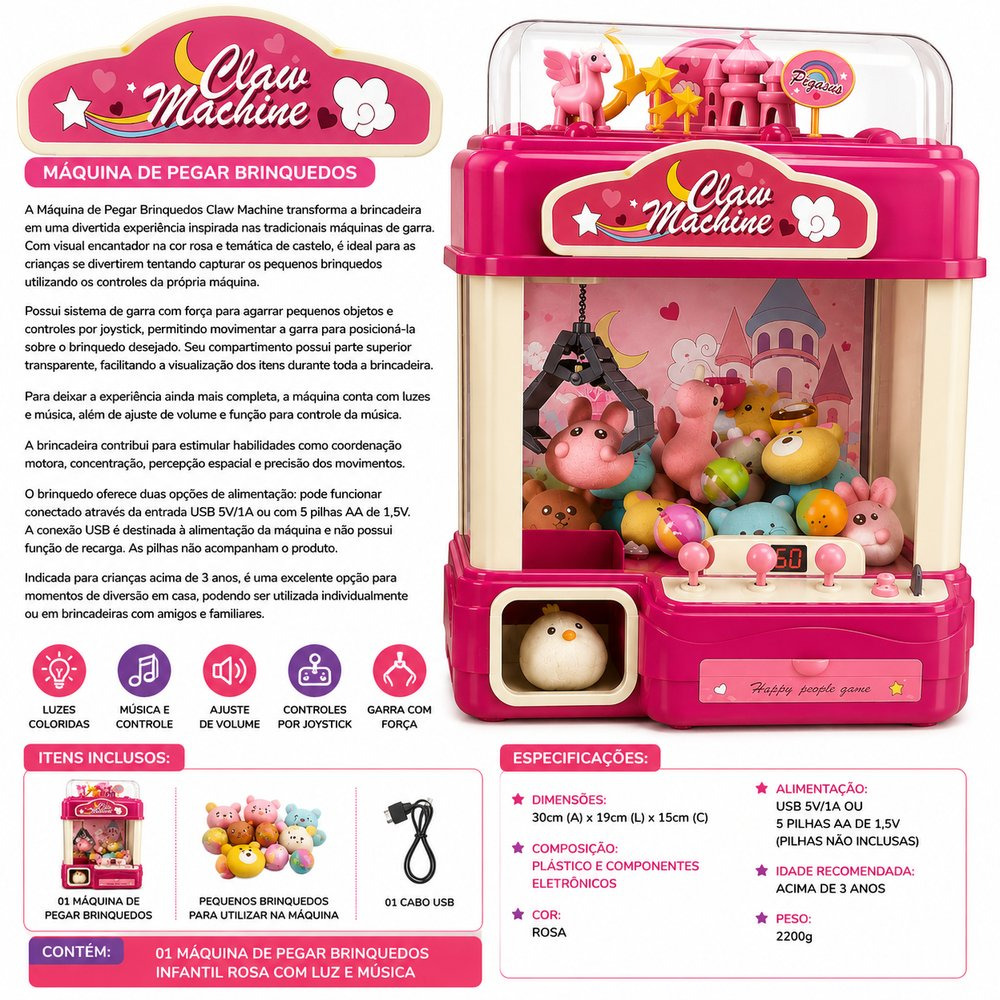 Claw
Machine
MÁQUINA DE PEGAR BRINQUEDOS
A Máquina de Pegar Brinquedos Claw Machine transforma a brincadeira
em uma divertida experiência inspirada nas tradicionais máquinas de garra.
Com visual encantador na cor rosa e temática de castelo, é ideal para as
crianças se divertirem tentando capturar os pequenos brinquedos
utilizando os controles da própria máquina.
Possui sistema de garra com força para agarrar pequenos objetos e
controles por joystick, permitindo movimentar a garra para posicioná-la
sobre o brinquedo desejado. Seu compartimento possui parte superior
transparente, facilitando a visualização dos itens durante toda a brincadeira.
Para deixar a experiência ainda mais completa, a máquina conta com luzes
e música, além de ajuste de volume e função para controle da música.
A brincadeira contribui para estimular habilidades como coordenação
motora, concentração, percepção espacial e precisão dos movimentos.
O brinquedo oferece duas opções de alimentação: pode funcionar
conectado através da entrada USB 5V/1A ou com 5 pilhas AA de 1,5V.
A conexão USB é destinada à alimentação da máquina e não possui
função de recarga. As pilhas não acompanham o produto.
Indicada para crianças acima de 3 anos, é uma excelente opção para
momentos de diversão em casa, podendo ser utilizada individualmente
ou em brincadeiras com amigos e familiares.
LUZES
COLORIDAS
MÚSICA E
CONTROLE
AJUSTE
DE VOLUME
CONTROLES
POR JOYSTICK
GARRA COM
FORÇA
Pegasus
Claw
Machine
60
Happy people game
ITENS INCLUSOS:
Claw
Machine
01 MÁQUINA DE
PEGAR BRINQUEDOS
PEQUENOS BRINQUEDOS
PARA UTILIZAR NA MÁQUINA
01 CABO USB
CONTÉM:
01 MÁQUINA DE PEGAR BRINQUEDOS
INFANTIL ROSA COM LUZ E MÚSICA
ESPECIFICAÇÕES:
DIMENSÕES:
30cm (A) x 19cm (L) x 15cm (C)
COMPOSIÇÃO:
PLÁSTICO E COMPONENTES
ELETRÔNICOS
COR:
ROSA
ALIMENTAÇÃO:
USB 5V/1A OU
5 PILHAS AA DE 1,5V
(PILHAS NÃO INCLUSAS)
IDADE RECOMENDADA:
ACIMA DE 3 ANOS
PESO:
2200g